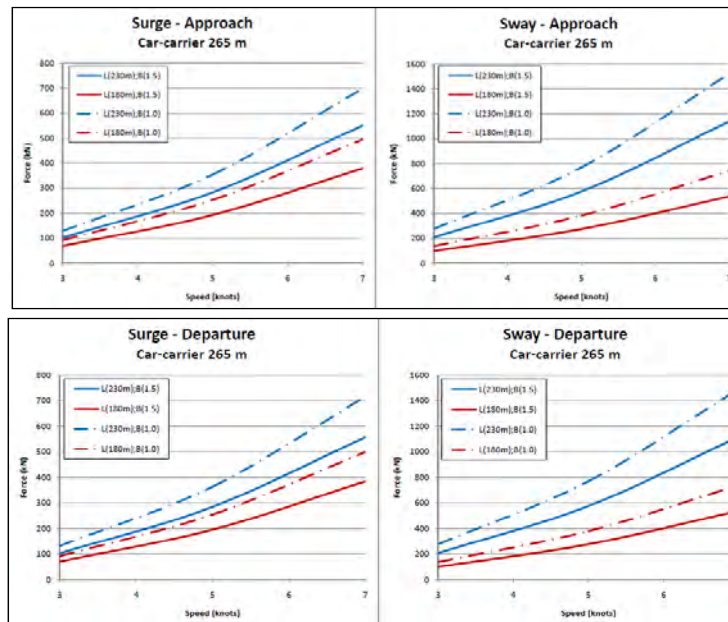 Surge - Approach
Car-carrier 265 m
800
700
600
500
400
300
200
100
0
Force (kN)
L(230m);B(1.5)
L(180m);B(1.5)
L(230m);B(1.0)
L(180m);B(1.0)
3 4 5 6 7
Speed [knots]
Sway - Approach
Car-carrier 265 m
1600
1400
1200
1000
800
600
400
200
0
Force (kN)
L(230m);B(1.5)
L(180m);B(1.5)
L(230m);B(1.0)
L(180m);B(1.0)
3 4 5 6 7
Speed [knots]
Surge - Departure
Car-carrier 265 m
800
700
600
500
400
300
200
100
0
Force (kN)
L(230m);B(1.5)
L(180m);B(1.5)
L(230m);B(1.0)
L(180m);B(1.0)
3 4 5 6 7
Speed [knots]
Sway - Departure
Car-carrier 265 m
1600
1400
1200
1000
800
600
400
200
0
Force (kN)
L(230m);B(1.5)
L(180m);B(1.5)
L(230m);B(1.0)
L(180m);B(1.0)
3 4 5 6
Speed [knots]